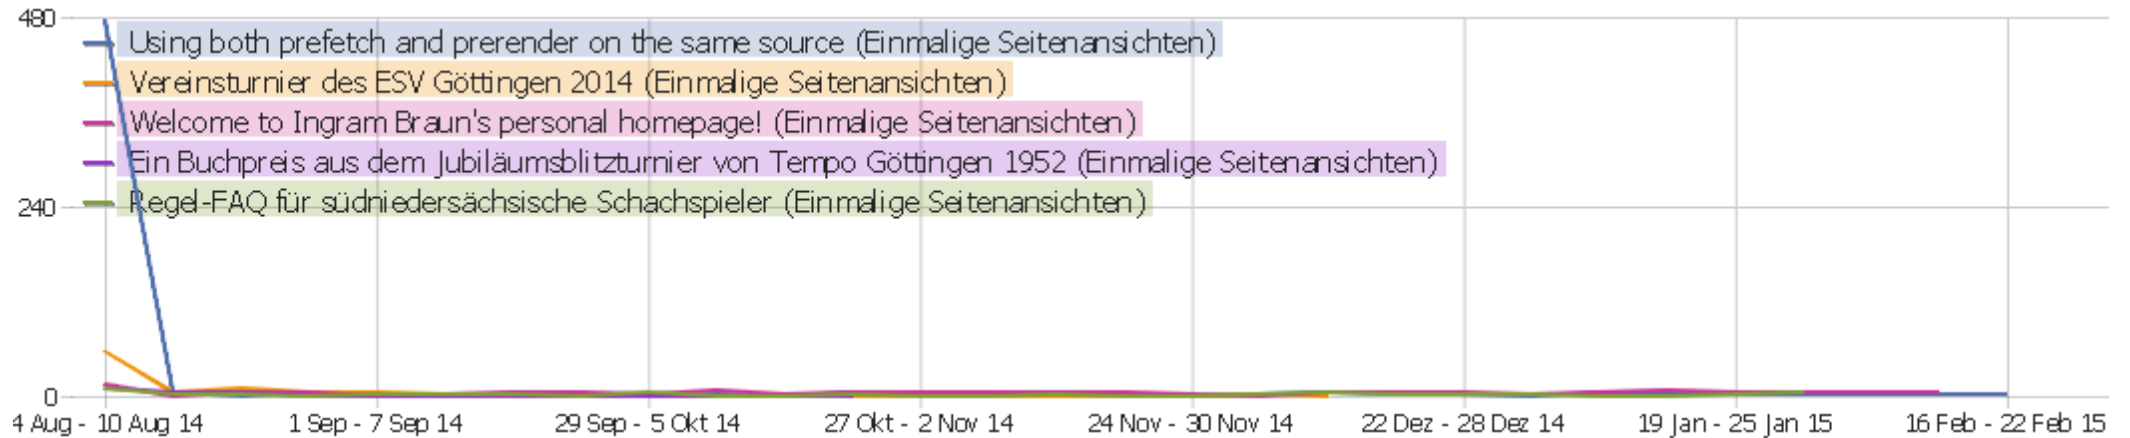 480
Using both prefetch and prerender on the same source (Einmalige Seitenansichten)
Vereinsturnier des ESV Göttingen 2014 (Einmalige Seitenansichten)
Welcome to Ingram Braun's personal homepage! (Einmalige Seitenansichten)
Ein Buchpreis aus dem Jubiläumsblitzturnier von Tempo Göttingen 1952 (Einmalige Seitenansichten)
240
Regel-FAQ für südniedersächsische Schachspieler (Einmalige Seitenansichten)
0
4 Aug - 10 Aug 14 1 Sep - 7 Sep 14 29 Sep - 5 Okt 14 27 Okt - 2 Nov 14 24 Nov - 30 Nov 14 22 Dez - 28 Dez 14 19 Jan - 25 Jan 15 16 Feb - 22 Feb 15